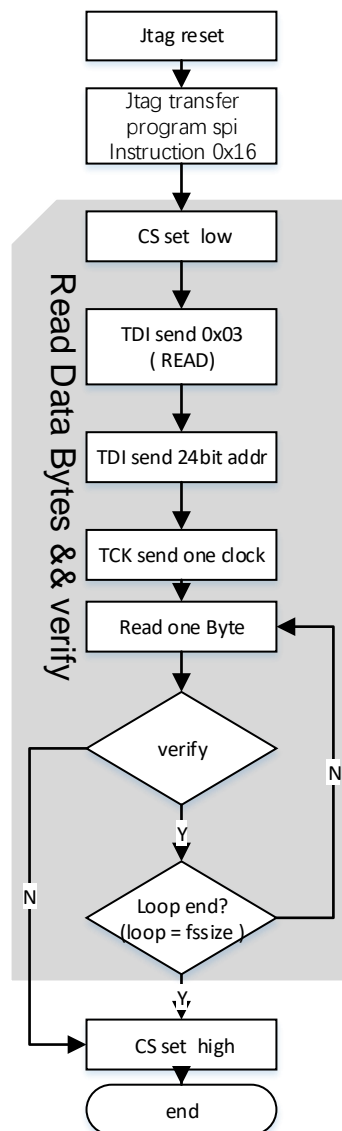 Jtag reset
Jtag transfer
program spi
Instruction 0x16
CS set low
Read Data Bytes && verify
TDI send 0x03
( READ)
TDI send 24bit addr
TCK send one clock
Read one Byte
verify
N
Y
N
Loop end?
(loop = fssize )
Y
CS set high
end